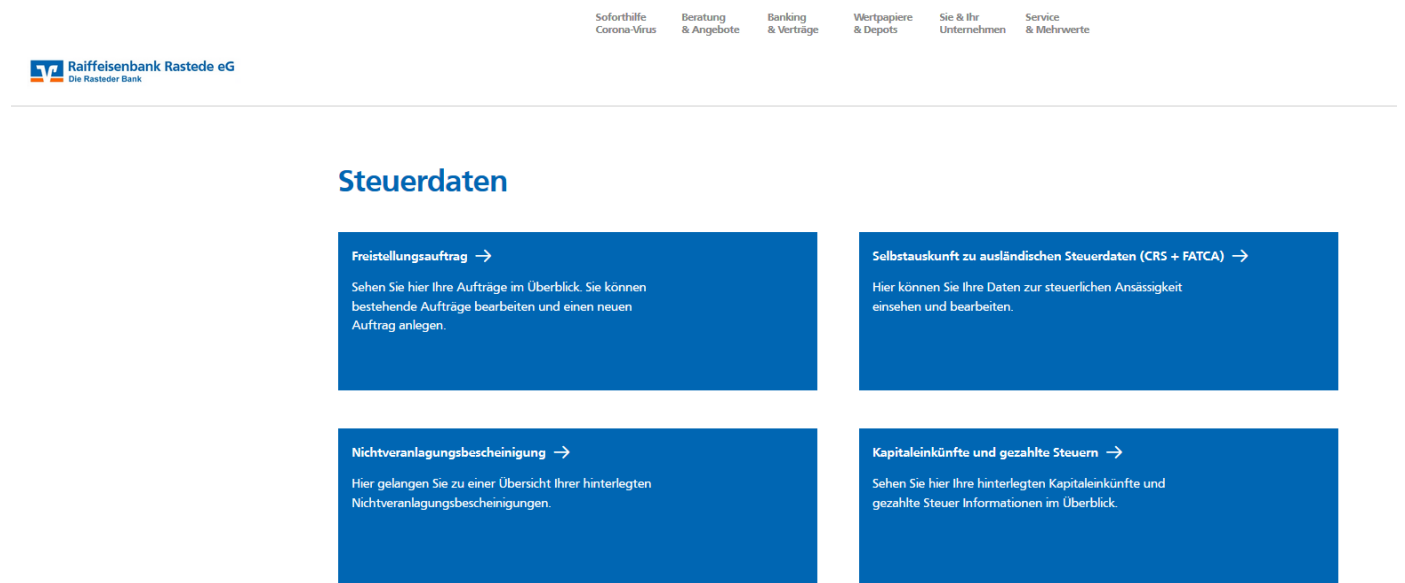 Soforthilfe Corona-Virus
Beratung & Angebote
Banking & Verträge
Wertpapiere & Depots
Sie & Ihr Unternehmen
Service & Mehrwerte
Raiffeisenbank Rastede eG
Die Rasteder Bank
Steuerdaten
Freistellungsauftrag →
Sehen Sie hier Ihre Aufträge im Überblick. Sie können
bestehende Aufträge bearbeiten und einen neuen
Auftrag anlegen.
Selbstauskunft zu ausländischen Steuerdaten (CRS + FATCA) →
Hier können Sie Ihre Daten zur steuerlichen Ansässigkeit
einsehen und bearbeiten.
Nichtveranlagungsbescheinigung →
Hier gelangen Sie zu einer Übersicht Ihrer hinterlegten
Nichtveranlagungsbescheinigungen.
Kapitaleinkünfte und gezahlte Steuern →
Sehen Sie hier Ihre hinterlegten Kapitaleinkünfte und
gezahlte Steuer Informationen im Überblick.